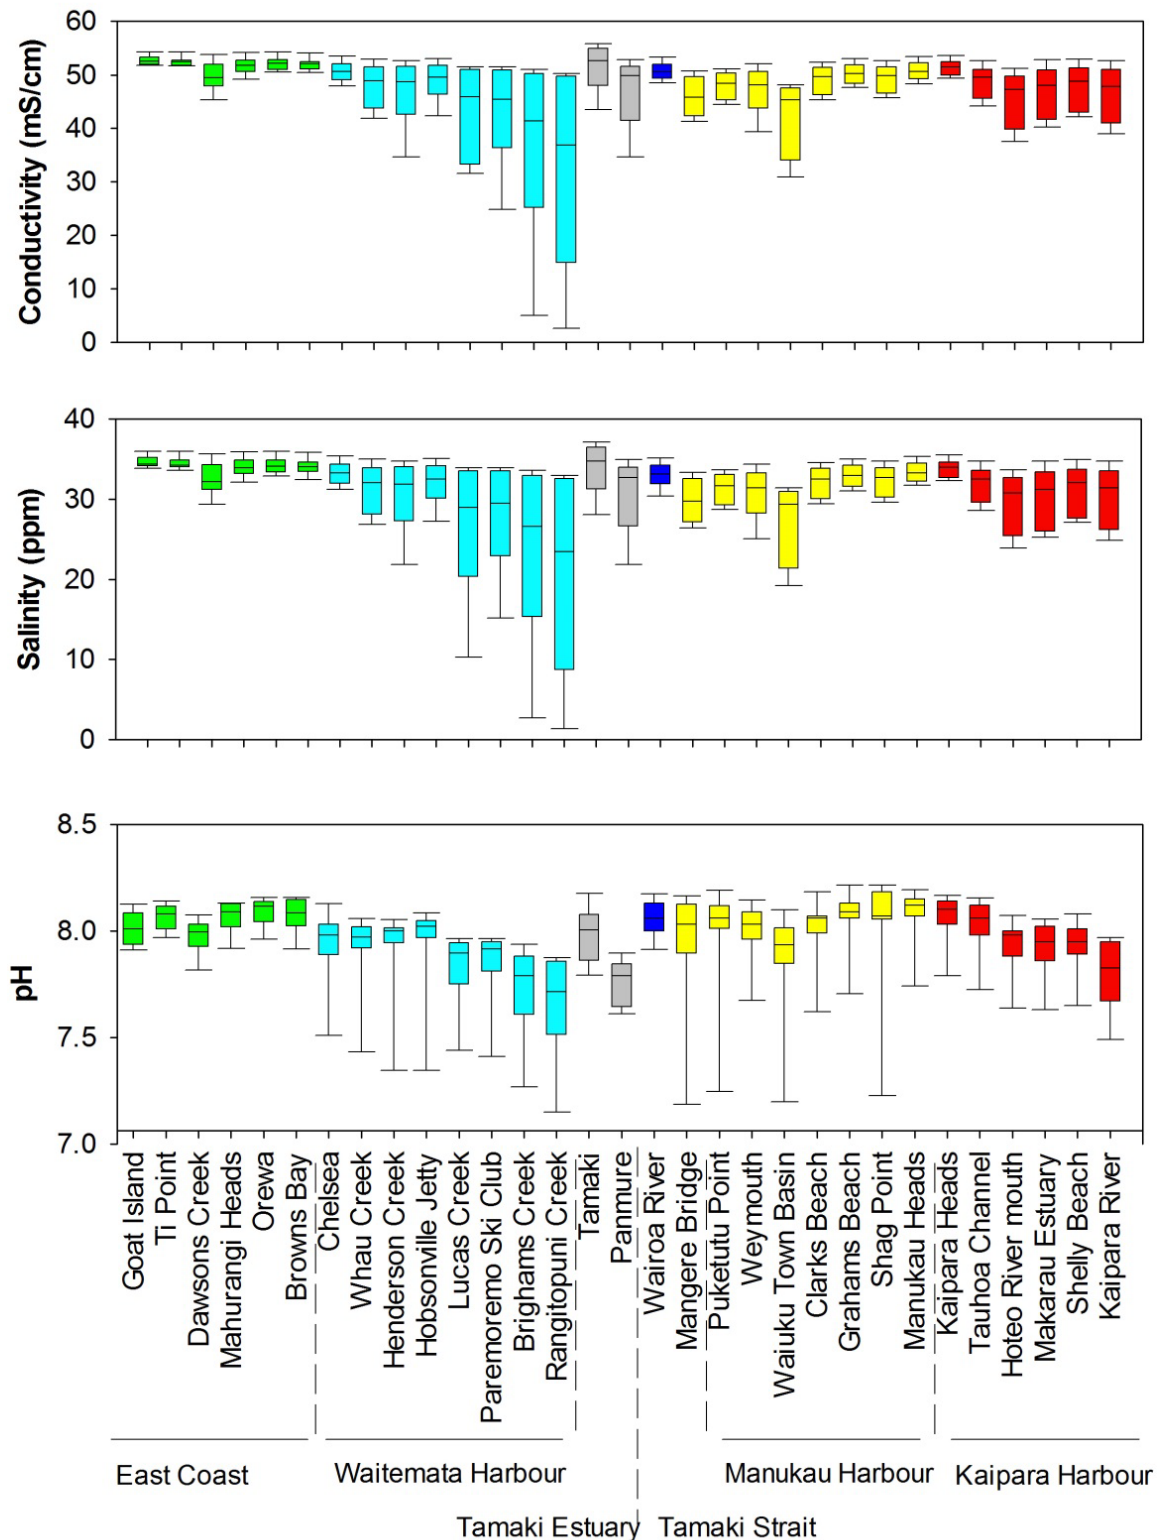 Conductivity (mS/cm)
60
50
40
30
20
10
0
Salinity (ppm)
40
30
20
10
0
pH
8.5
8.0
7.5
7.0
Goat Island
Ti Point
Dawsons Creek
Mahurangi Heads
Orewa
Browns Bay
Chelsea
Whau Creek
Henderson Creek
Hobsonville Jetty
Lucas Creek
Paremoremo Ski Club
Brighams Creek
Rangitopuni Creek
Tamaki
Panmure
Wairoa River
Mangere Bridge
Puketutu Point
Weymouth
Waiuku Town Basin
Clarks Beach
Grahams Beach
Shag Point
Manukau Heads
Kaipara Heads
Tauhoa Channel
Hoteo River mouth
Makarau Estuary
Shelly Beach
Kaipara River
East Coast
Waitemata Harbour
Manukau Harbour
Kaipara Harbour
Tamaki Estuary
Tamaki Strait